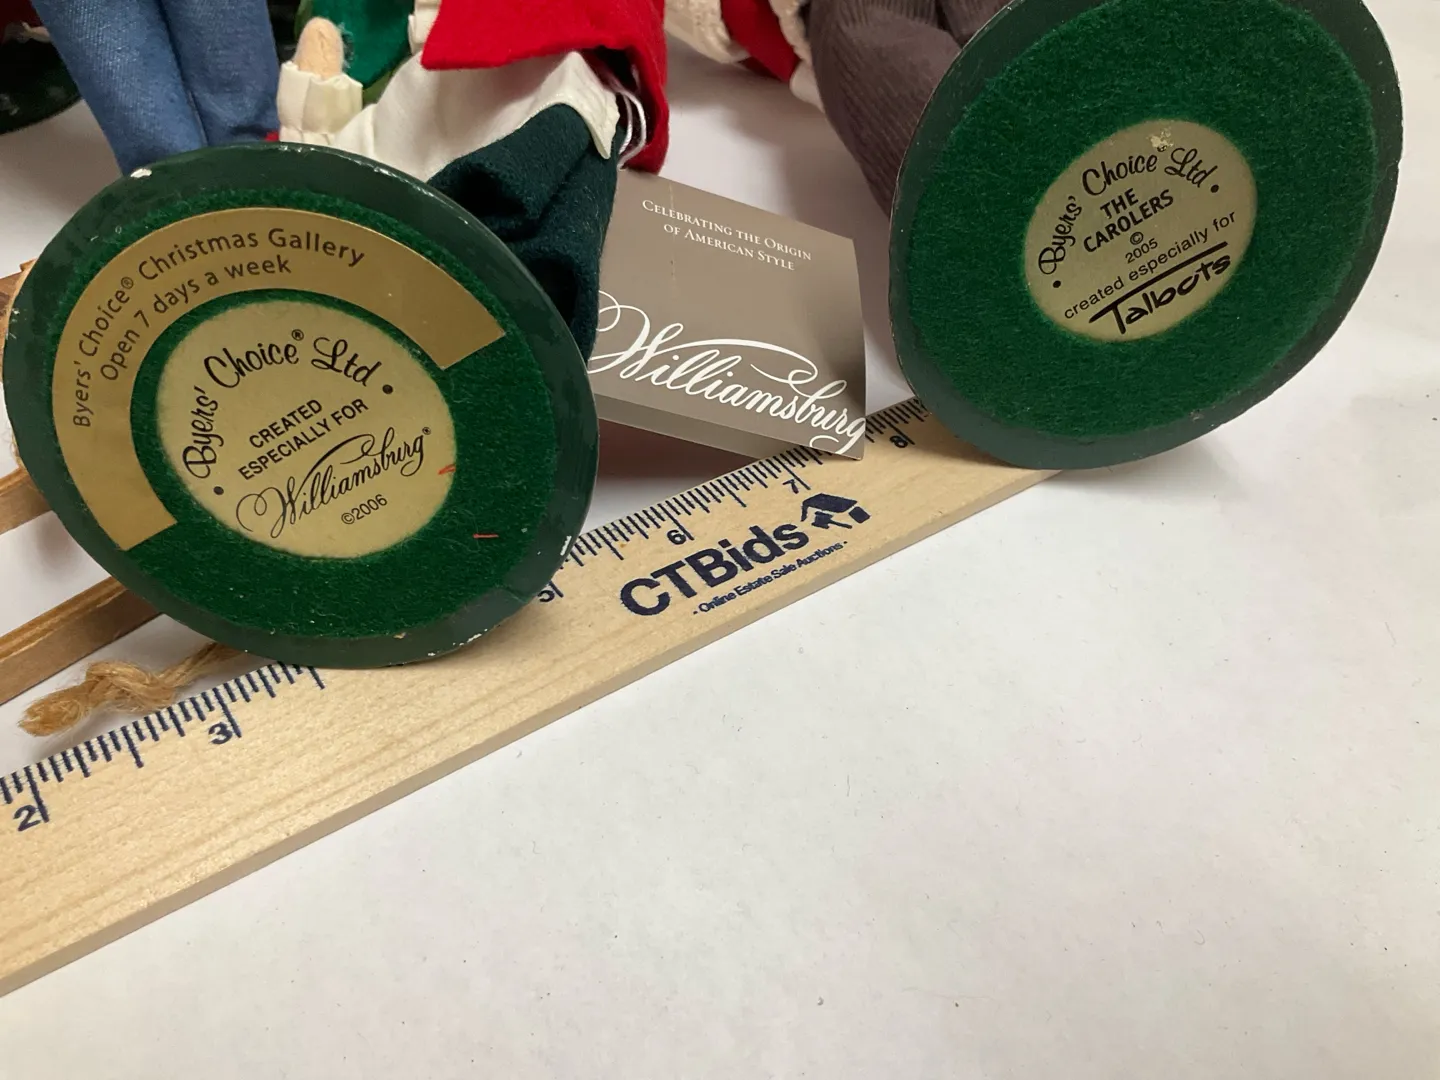 Byers' Choice® Christmas Gallery
Open 7 days a week
Byers' Choice® Ltd
CREATED
ESPECIALLY FOR
Williamsburg®
©2006
CELEBRATING THE ORIGIN
OF AMERICAN STYLE
Williamsburg
Byers' Choice® Ltd
THE
CAROLERS
©
2005
created especially for
Talbots
2 3 5 6 7 8
CTBids
- Online Estate Sale Auctions -